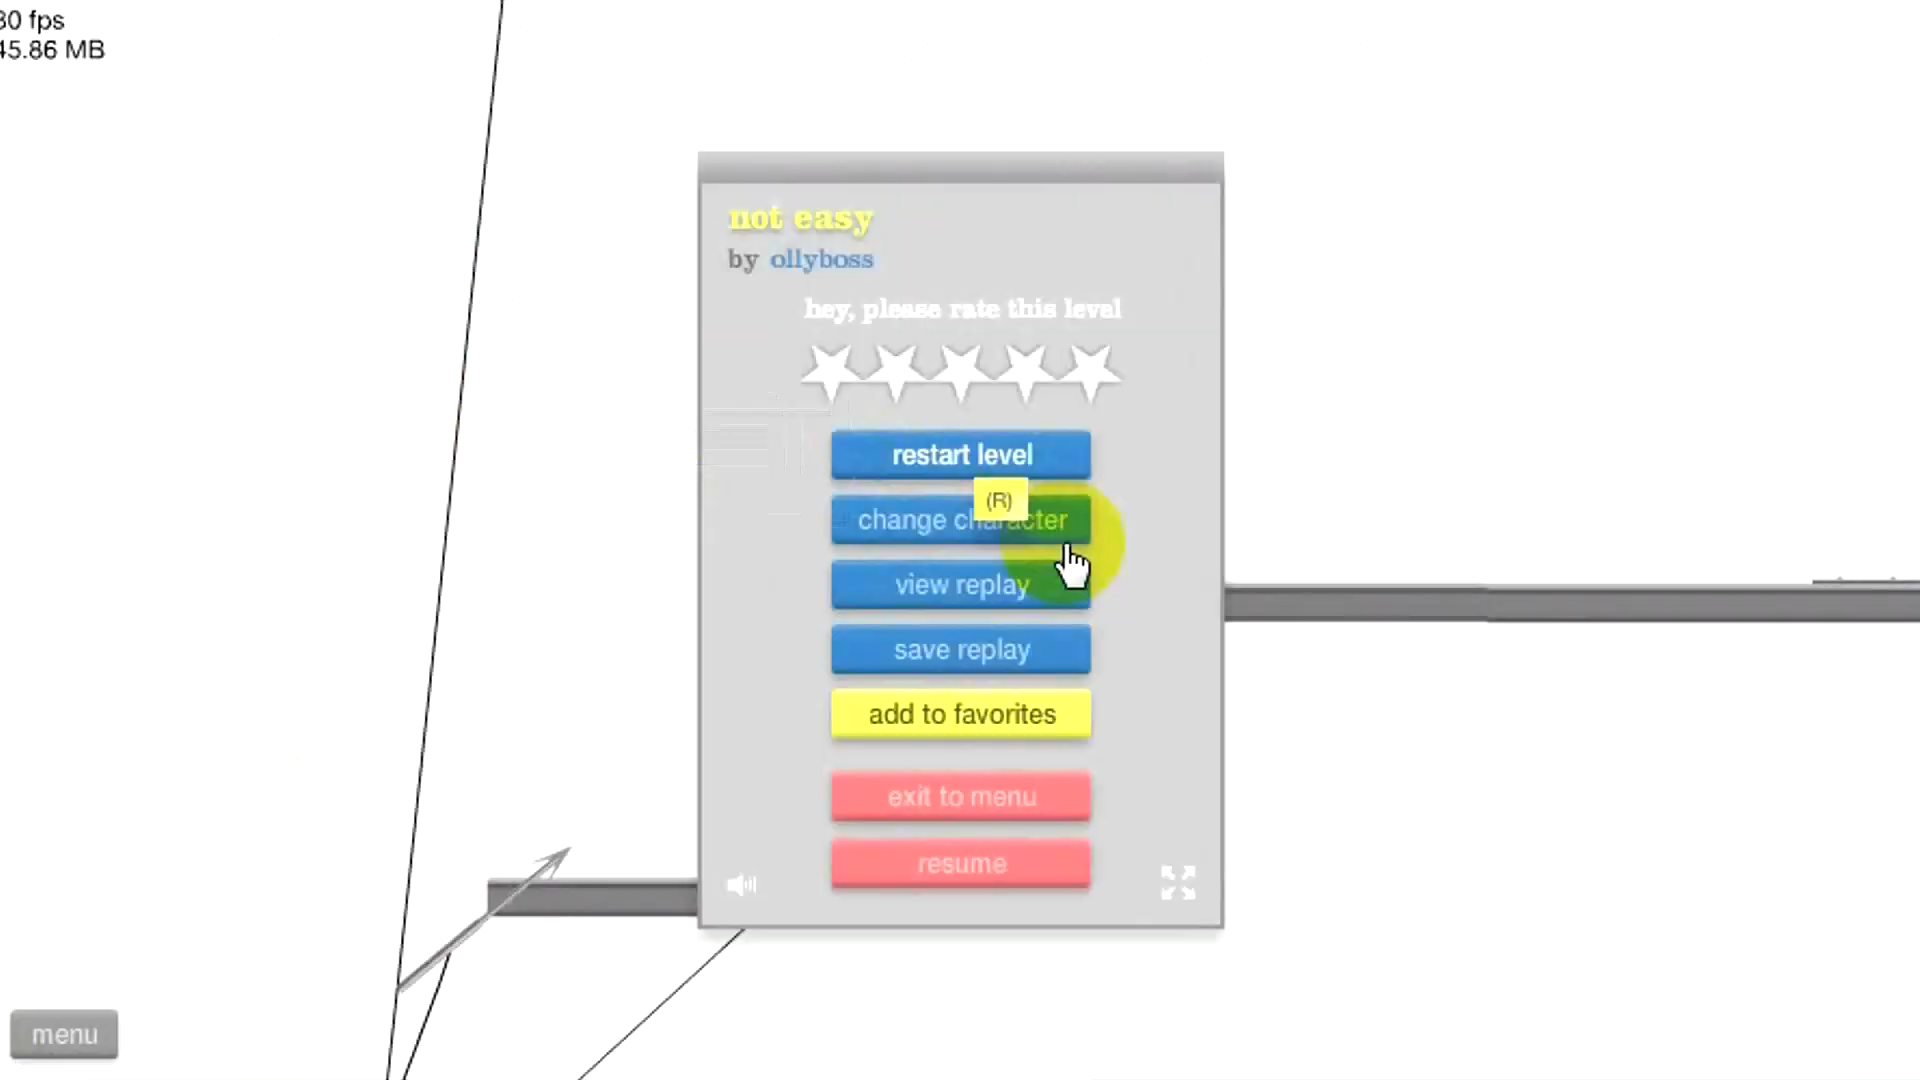 30 fps
45.86 MB
not easy
by ollyboss
hey, please rate this level
restart level
(R)
change character
view replay
save replay
add to favorites
exit to menu
resume
menu